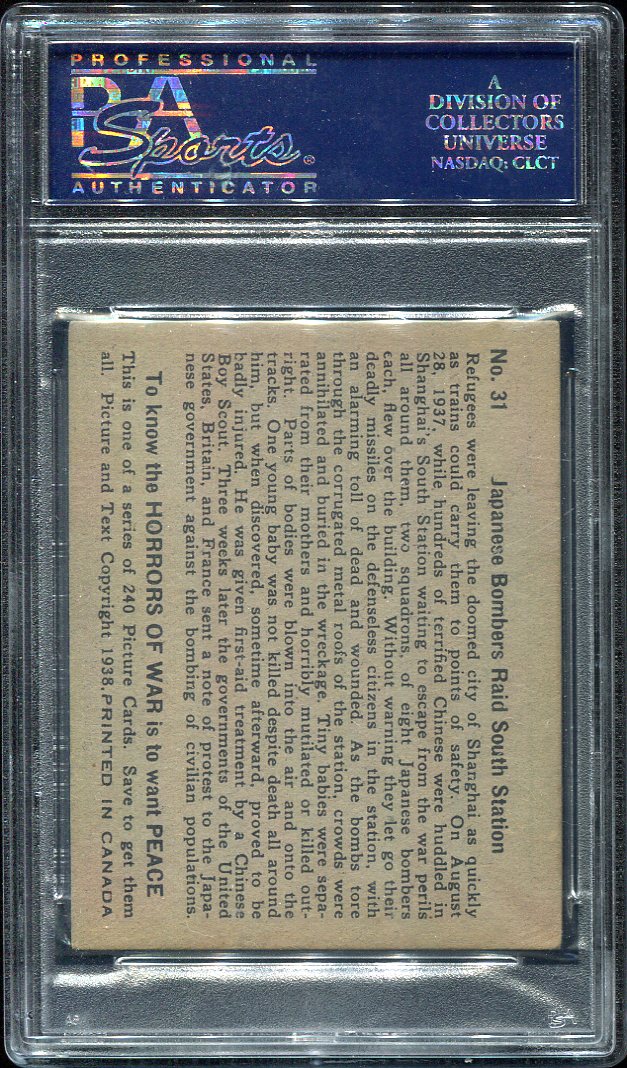 PROFESSIONAL
PSA
Sports®
AUTHENTICATOR
A
DIVISION OF
COLLECTORS
UNIVERSE
NASDAQ: CLCT
No. 31 Japanese Bombers Raid South Station
Refugees were leaving the doomed city of Shanghai as quickly
as trains could carry them to points of safety. On August
28, 1937, while hundreds of terrified Chinese were huddled in
Shanghai's South Station waiting to escape from the war perils
all around them, two squadrons, of eight Japanese bombers
each, flew over the building. Without warning they let go their
deadly missiles on the defenseless citizens in the station, with
an alarming toll of dead and wounded. As the bombs tore
through the corrugated metal roofs of the station, crowds were
annihilated and buried in the wreckage. Tiny babies were sepa-
rated from their mothers and horribly mutilated or killed out-
right. Parts of bodies were blown into the air and onto the
tracks. One young baby was not killed despite death all around
him, but when discovered, sometime afterward, proved to be
badly injured. He was given first-aid treatment by a Chinese
Boy Scout. Three weeks later the governments of the United
States, Britain, and France sent a note of protest to the Japa-
nese government against the bombing of civilian populations.
To know the HORRORS OF WAR is to want PEACE
This is one of a series of 240 Picture Cards. Save to get them
all. Picture and Text Copyright 1938. PRINTED IN CANADA